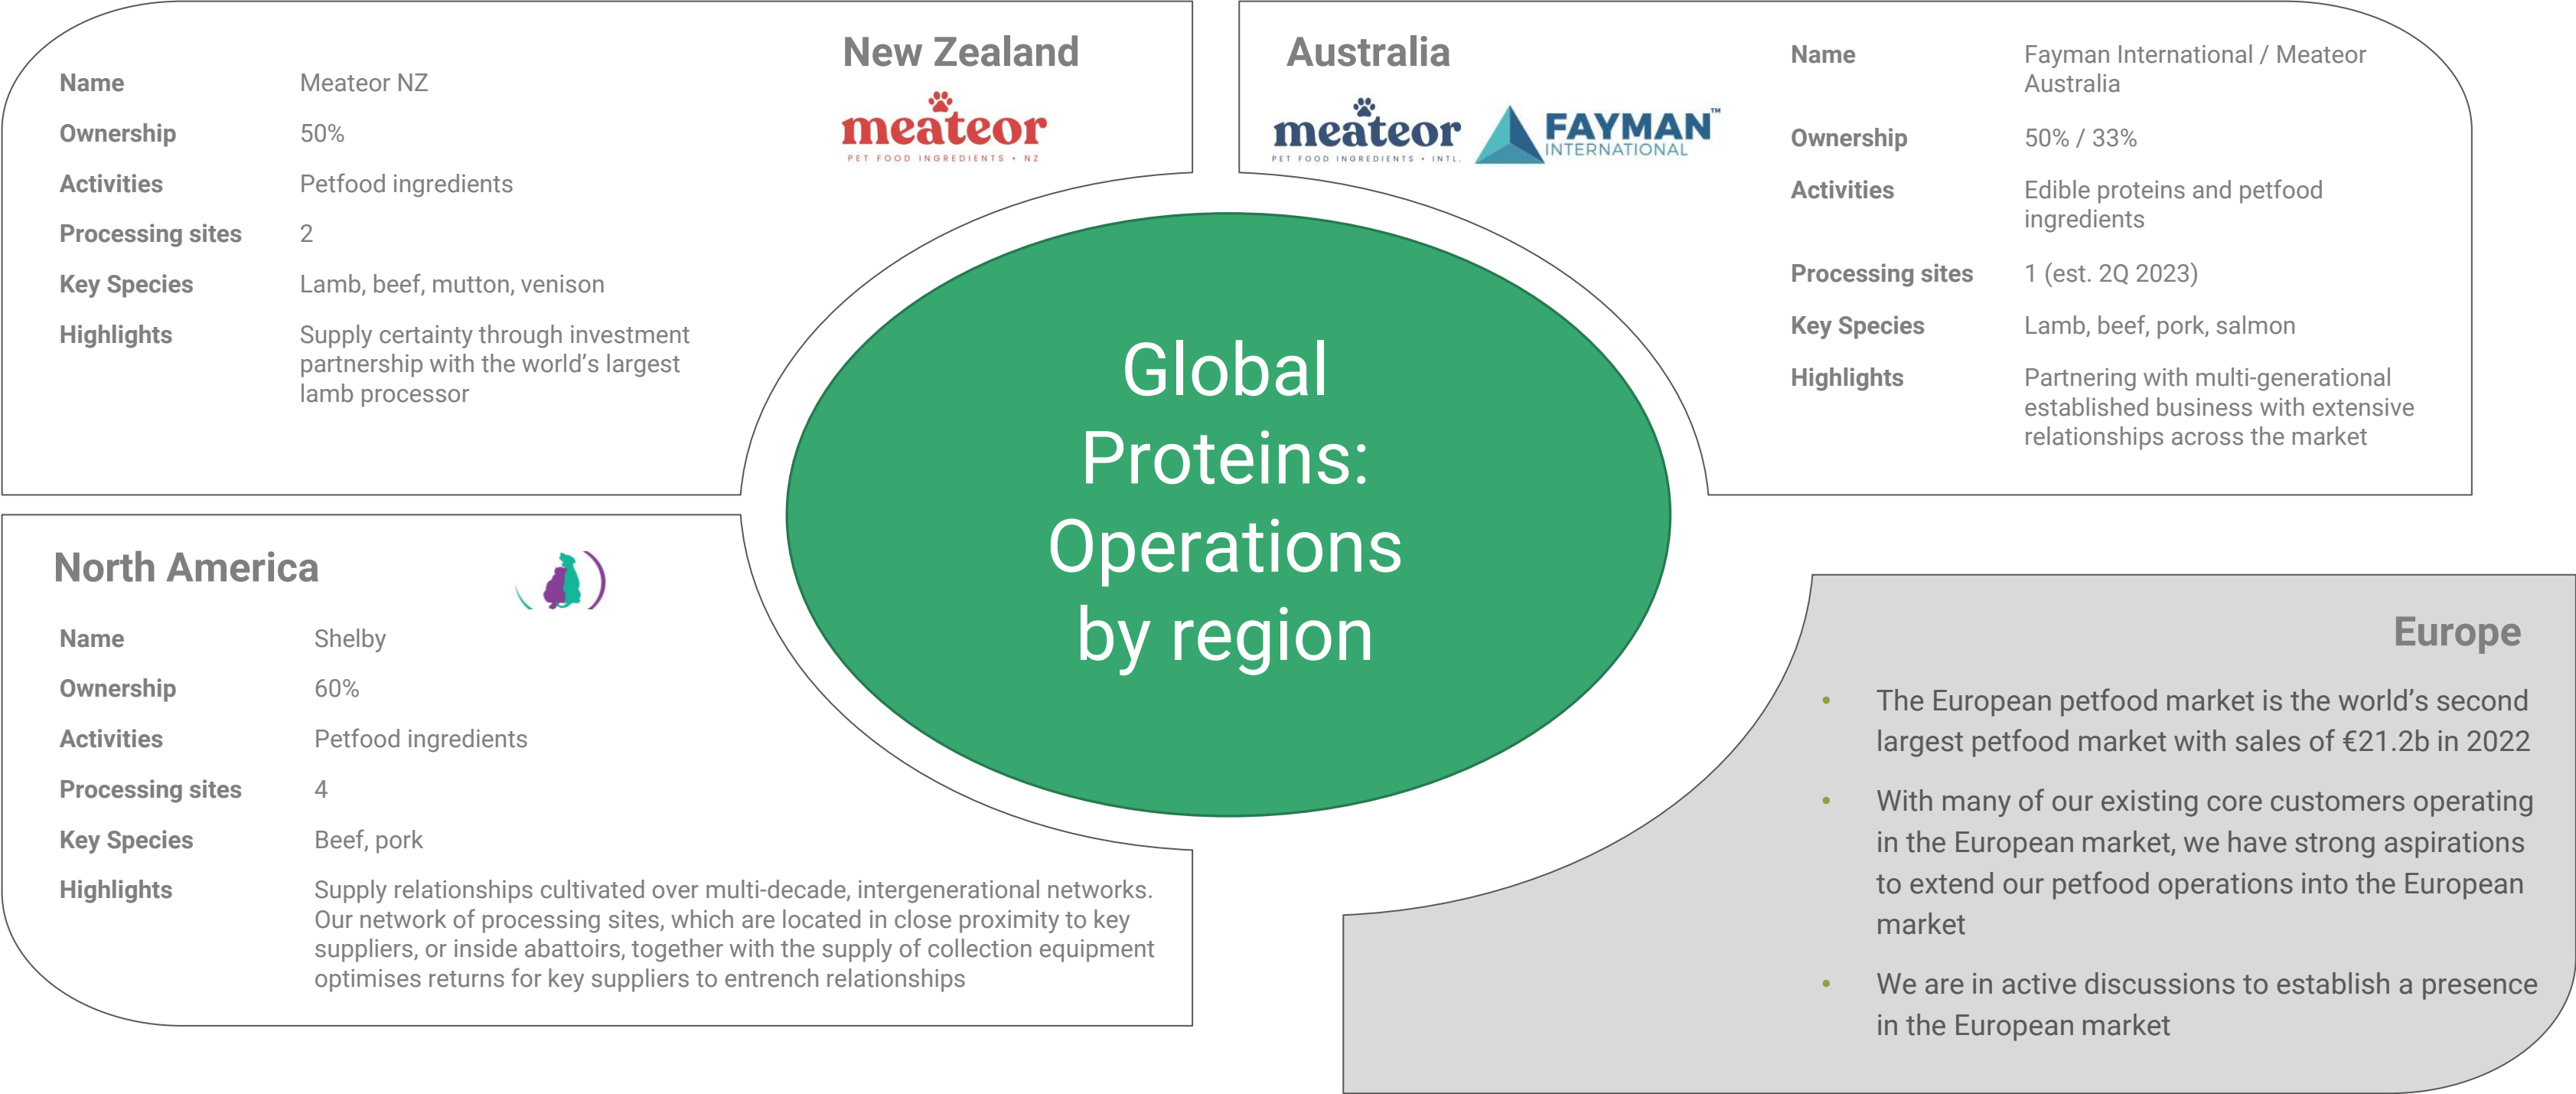 New Zealand
meateor
PET FOOD INGREDIENTS • NZ
Name Meateor NZ
Ownership 50%
Activities Petfood ingredients
Processing sites 2
Key Species Lamb, beef, mutton, venison
Highlights Supply certainty through investment
partnership with the world’s largest
lamb processor
Australia
meateor
PET FOOD INGREDIENTS • INTL.
FAYMAN™
INTERNATIONAL
Name Fayman International / Meateor
Australia
Ownership 50% / 33%
Activities Edible proteins and petfood
ingredients
Processing sites 1 (est. 2Q 2023)
Key Species Lamb, beef, pork, salmon
Highlights Partnering with multi-generational
established business with extensive
relationships across the market
Global
Proteins:
Operations
by region
North America
Name Shelby
Ownership 60%
Activities Petfood ingredients
Processing sites 4
Key Species Beef, pork
Highlights Supply relationships cultivated over multi-decade, intergenerational networks.
Our network of processing sites, which are located in close proximity to key
suppliers, or inside abattoirs, together with the supply of collection equipment
optimises returns for key suppliers to entrench relationships
Europe
• The European petfood market is the world’s second
largest petfood market with sales of €21.2b in 2022
• With many of our existing core customers operating
in the European market, we have strong aspirations
to extend our petfood operations into the European
market
• We are in active discussions to establish a presence
in the European market